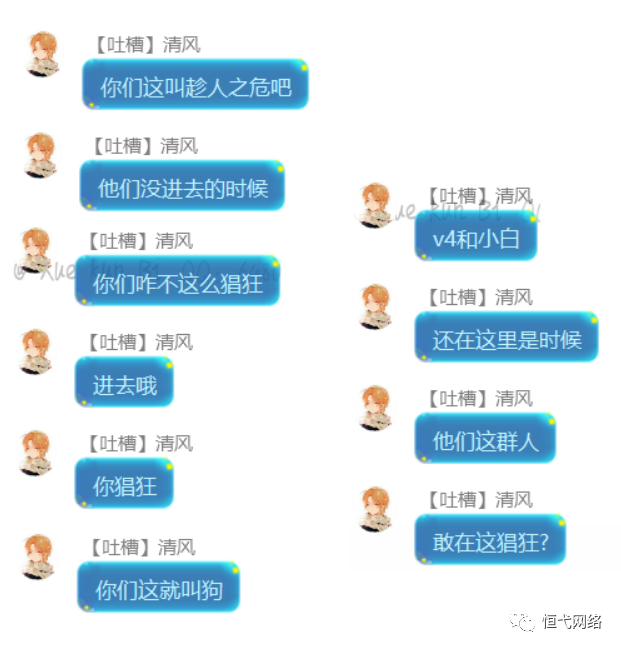 【吐槽】清风
你们这叫趁人之危吧
【吐槽】清风
他们没进去的时候
【吐槽】清风
你们咋不这么猖狂
【吐槽】清风
进去哦
【吐槽】清风
你猖狂
【吐槽】清风
你们这就叫狗
【吐槽】清风
v4和小白
【吐槽】清风
还在这里是时候
【吐槽】清风
他们这群人
【吐槽】清风
敢在这猖狂?
恒弋网络